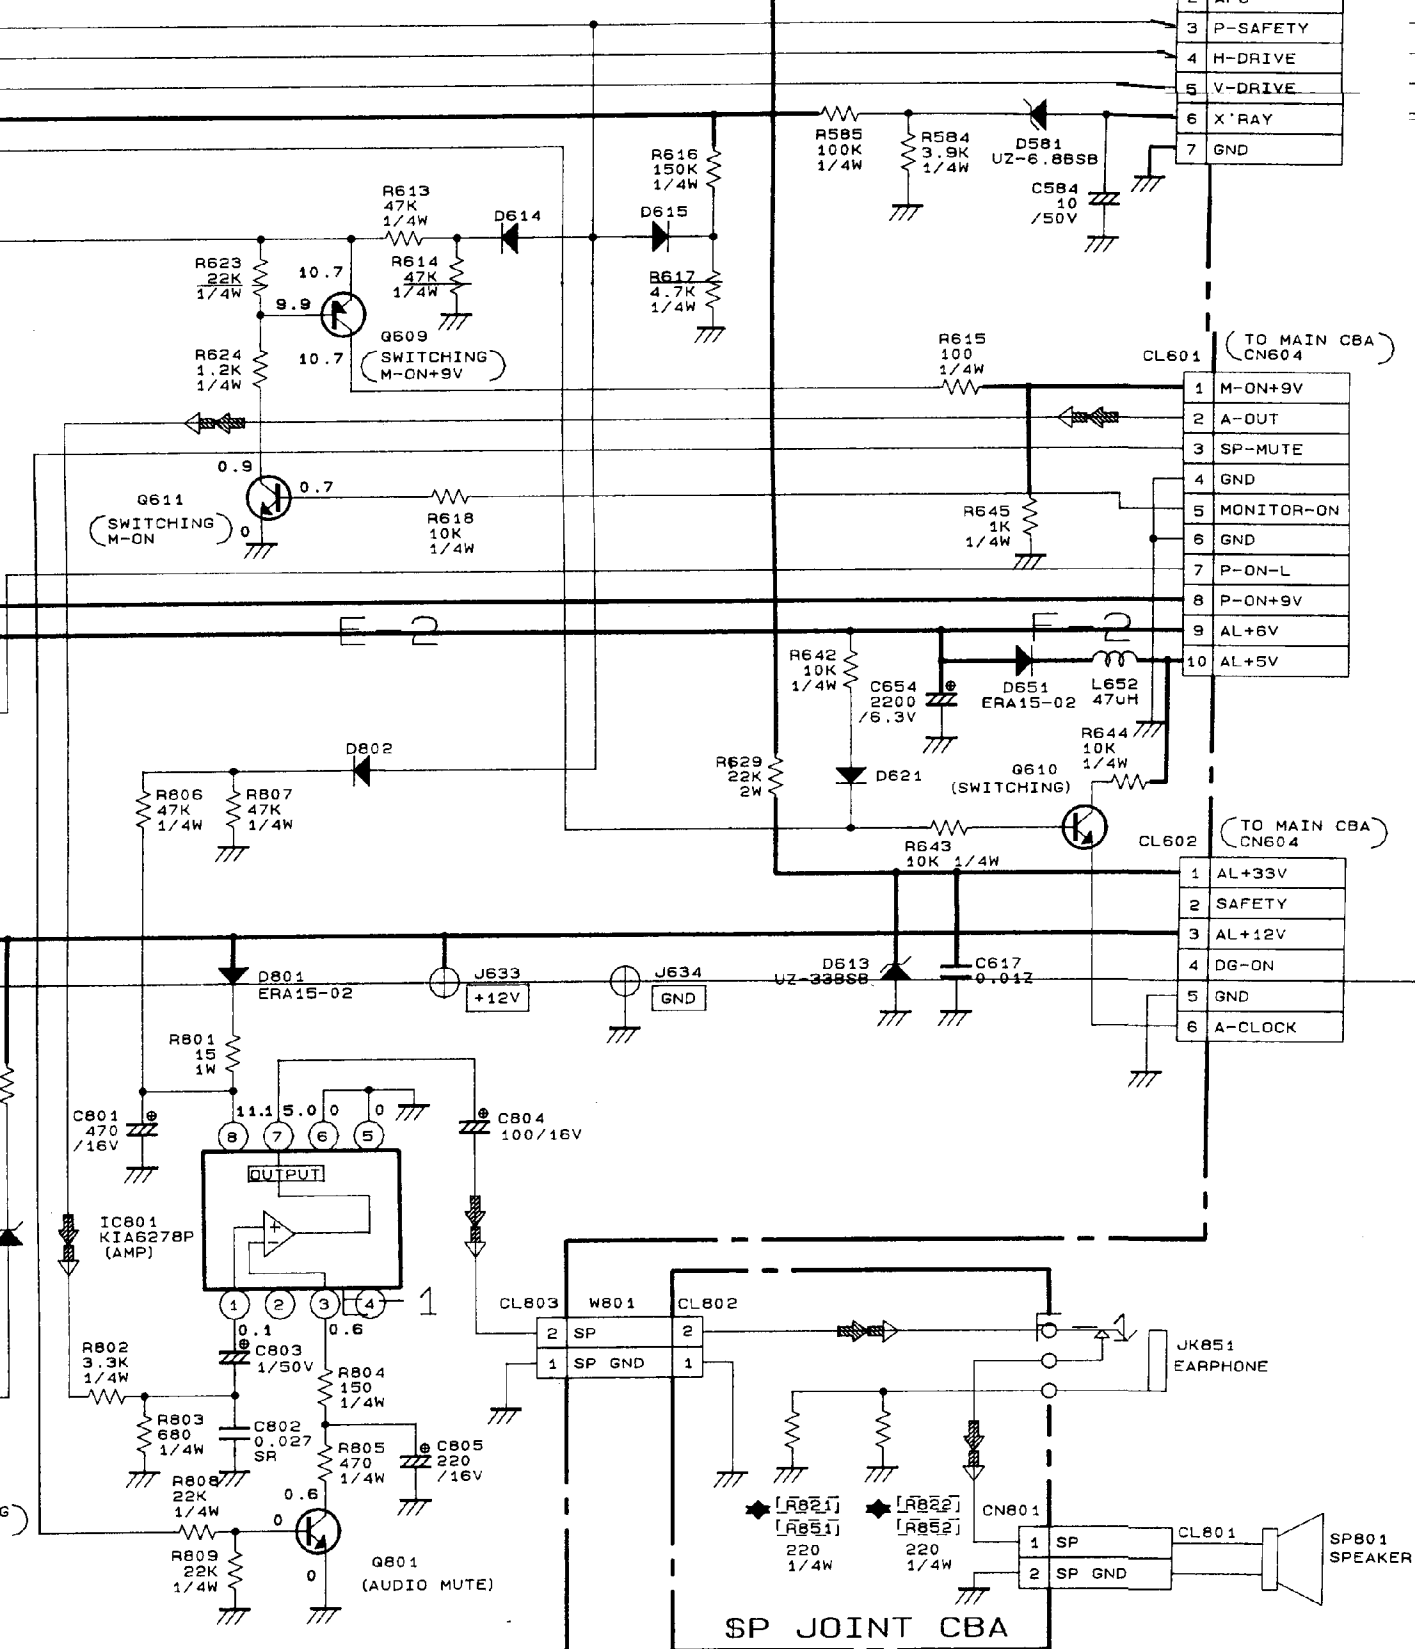 2 AFC
3 P-SAFETY
4 H-DRIVE
5 V-DRIVE
6 X'RAY
7 GND
R585
100K
1/4W
R584
3.9K
1/4W
D581
UZ-6.8BSB
C584
10
/50V
R616
150K
1/4W
R613
47K
1/4W
D614
D615
R623
22K
1/4W
10.7
R614
47K
1/4W
R617
4.7K
1/4W
9.9
Q609
(SWITCHING)
M-ON+9V
10.7
R624
1.2K
1/4W
R615
100
1/4W
CL601
(TO MAIN CBA)
CN604
1 M-ON+9V
2 A-OUT
3 SP-MUTE
4 GND
5 MONITOR-ON
6 GND
7 P-ON-L
8 P-ON+9V
9 AL+6V
10 AL+5V
0.9
0.7
Q611
(SWITCHING)
M-ON
0
R618
10K
1/4W
R645
1K
1/4W
E-2
F-2
R642
10K
1/4W
C654
2200
/6.3V
D651
ERA15-02
L652
47uH
R644
10K
1/4W
D802
R629
22K
2W
D621
Q610
(SWITCHING)
R806
47K
1/4W
R807
47K
1/4W
R643
10K 1/4W
CL602
(TO MAIN CBA)
CN604
1 AL+33V
2 SAFETY
3 AL+12V
4 DG-ON
5 GND
6 A-CLOCK
D801
ERA15-02
J633
+12V
J634
GND
D613
UZ-33BSB
C617
0.01Z
R801
15
1W
C801
470
/16V
11.1 5.0 0 0
8 7 6 5
C804
100/16V
OUTPUT
IC801
KIA6278P
(AMP)
+
-
1 2 3 4
1
0.1
0.6
C803
1/50V
R802
3.3K
1/4W
R804
150
1/4W
R803
680
1/4W
C802
0.027
SR
R805
470
1/4W
C805
220
/16V
R808
22K
1/4W
0.6
0
R809
22K
1/4W
0
Q801
(AUDIO MUTE)
G)
CL803
W801
CL802
2 SP 2
1 SP GND 1
JK851
EARPHONE
[R821]
[R851]
220
1/4W
[R822]
[R852]
220
1/4W
CN801
1 SP
2 SP GND
CL801
SP801
SPEAKER
SP JOINT CBA